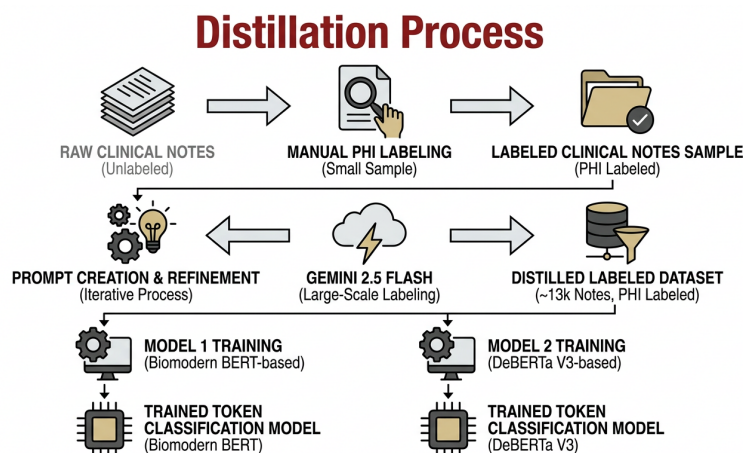 Distillation Process
RAW CLINICAL NOTES
(Unlabeled)
MANUAL PHI LABELING
(Small Sample)
LABELED CLINICAL NOTES SAMPLE
(PHI Labeled)
PROMPT CREATION & REFINEMENT
(Iterative Process)
GEMINI 2.5 FLASH
(Large-Scale Labeling)
DISTILLED LABELED DATASET
(~13k Notes, PHI Labeled)
MODEL 1 TRAINING
(Biomodern BERT-based)
MODEL 2 TRAINING
(DeBERTa V3-based)
TRAINED TOKEN
CLASSIFICATION MODEL
(Biomodern BERT)
TRAINED TOKEN
CLASSIFICATION MODEL
(DeBERTa V3)